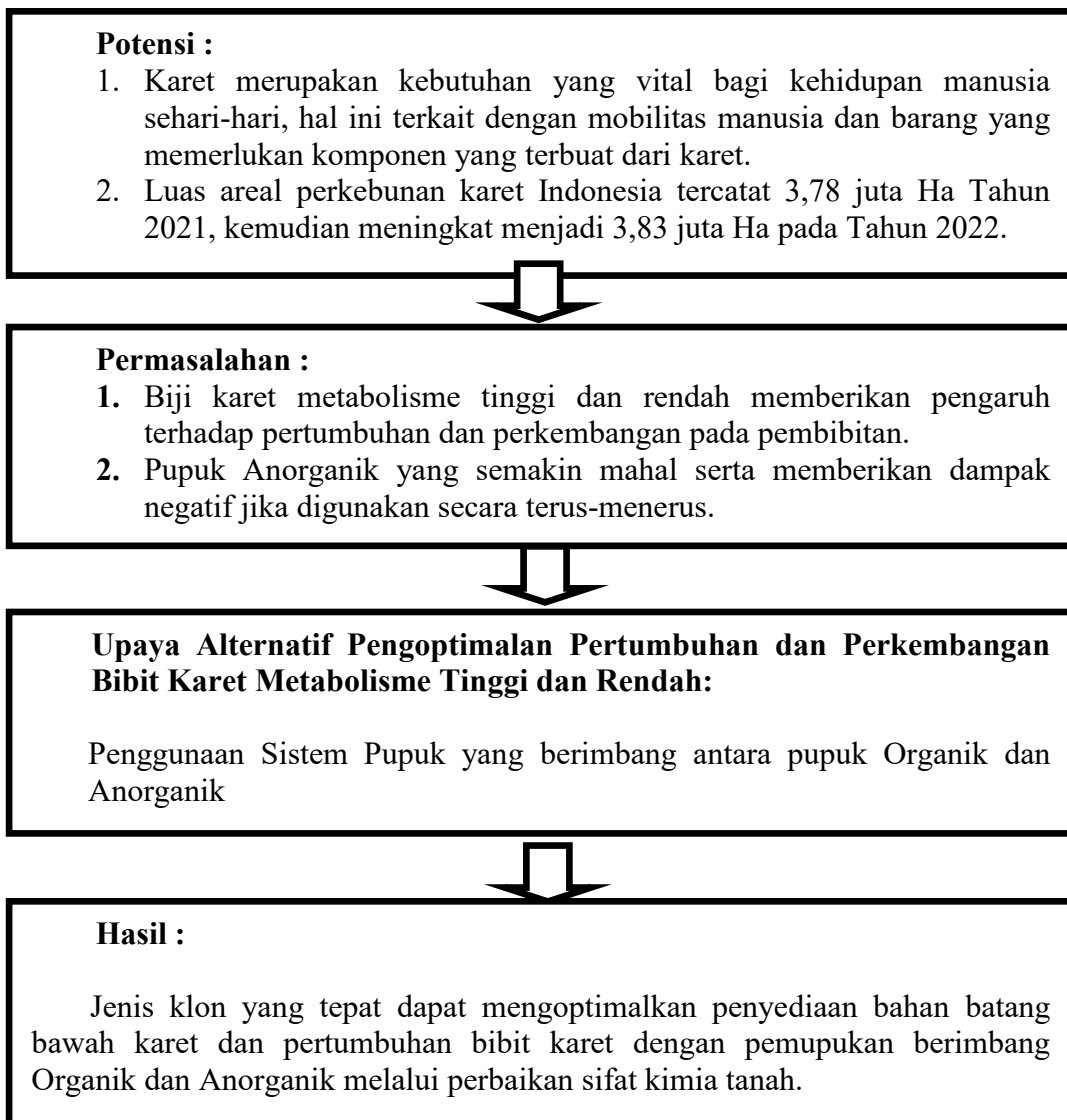 Potensi :
1. Karet merupakan kebutuhan yang vital bagi kehidupan manusia
sehari-hari, hal ini terkait dengan mobilitas manusia dan barang yang
memerlukan komponen yang terbuat dari karet.
2. Luas areal perkebunan karet Indonesia tercatat 3,78 juta Ha Tahun
2021, kemudian meningkat menjadi 3,83 juta Ha pada Tahun 2022.
Permasalahan :
1. Biji karet metabolisme tinggi dan rendah memberikan pengaruh
terhadap pertumbuhan dan perkembangan pada pembibitan.
2. Pupuk Anorganik yang semakin mahal serta memberikan dampak
negatif jika digunakan secara terus-menerus.
Upaya Alternatif Pengoptimalan Pertumbuhan dan Perkembangan
Bibit Karet Metabolisme Tinggi dan Rendah:
Penggunaan Sistem Pupuk yang berimbang antara pupuk Organik dan
Anorganik
Hasil :
Jenis klon yang tepat dapat mengoptimalkan penyediaan bahan batang
bawah karet dan pertumbuhan bibit karet dengan pemupukan berimbang
Organik dan Anorganik melalui perbaikan sifat kimia tanah.